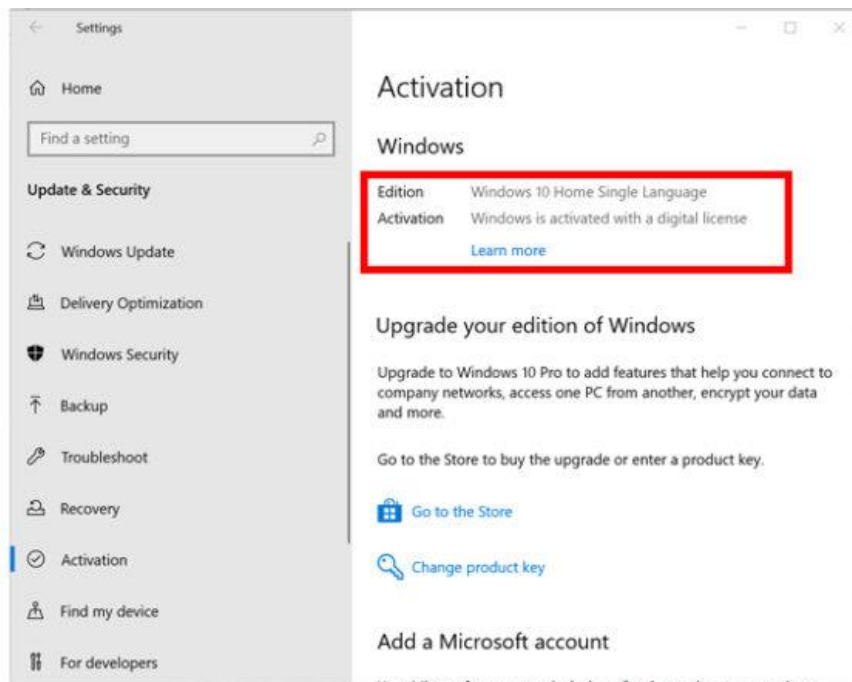 Settings
Home
Find a setting
Update & Security
Windows Update
Delivery Optimization
Windows Security
Backup
Troubleshoot
Recovery
Activation
Find my device
For developers
Activation
Windows
Edition Windows 10 Home Single Language
Activation Windows is activated with a digital license
Learn more
Upgrade your edition of Windows
Upgrade to Windows 10 Pro to add features that help you connect to
company networks, access one PC from another, encrypt your data
and more.
Go to the Store to buy the upgrade or enter a product key.
Go to the Store
Change product key
Add a Microsoft account